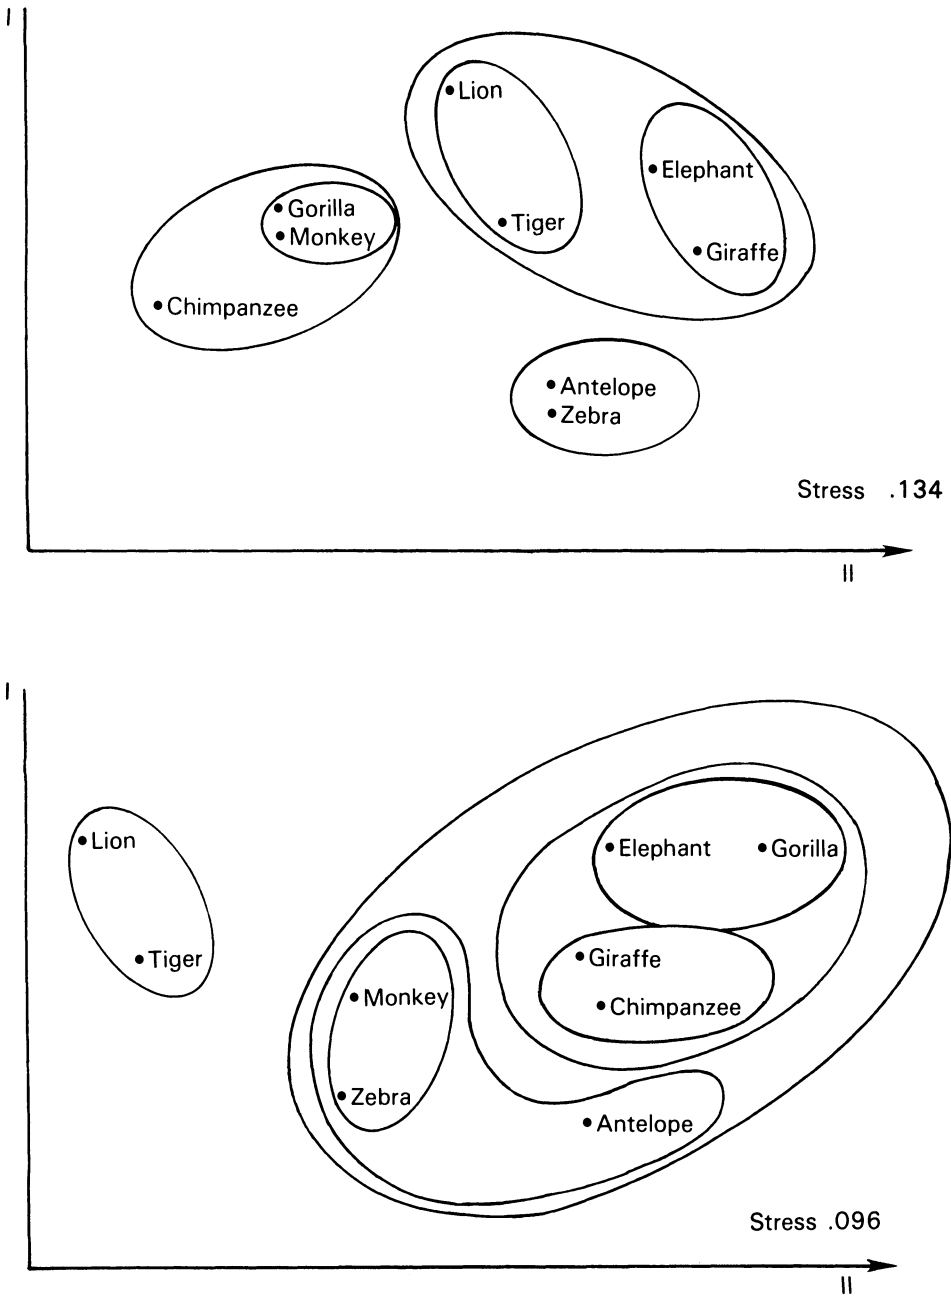 I
Lion
Elephant
Gorilla
Tiger
Monkey
Giraffe
Chimpanzee
Antelope
Zebra
Stress .134
II
I
Lion
Elephant
Gorilla
Tiger
Giraffe
Monkey
Chimpanzee
Zebra
Antelope
Stress .096
II